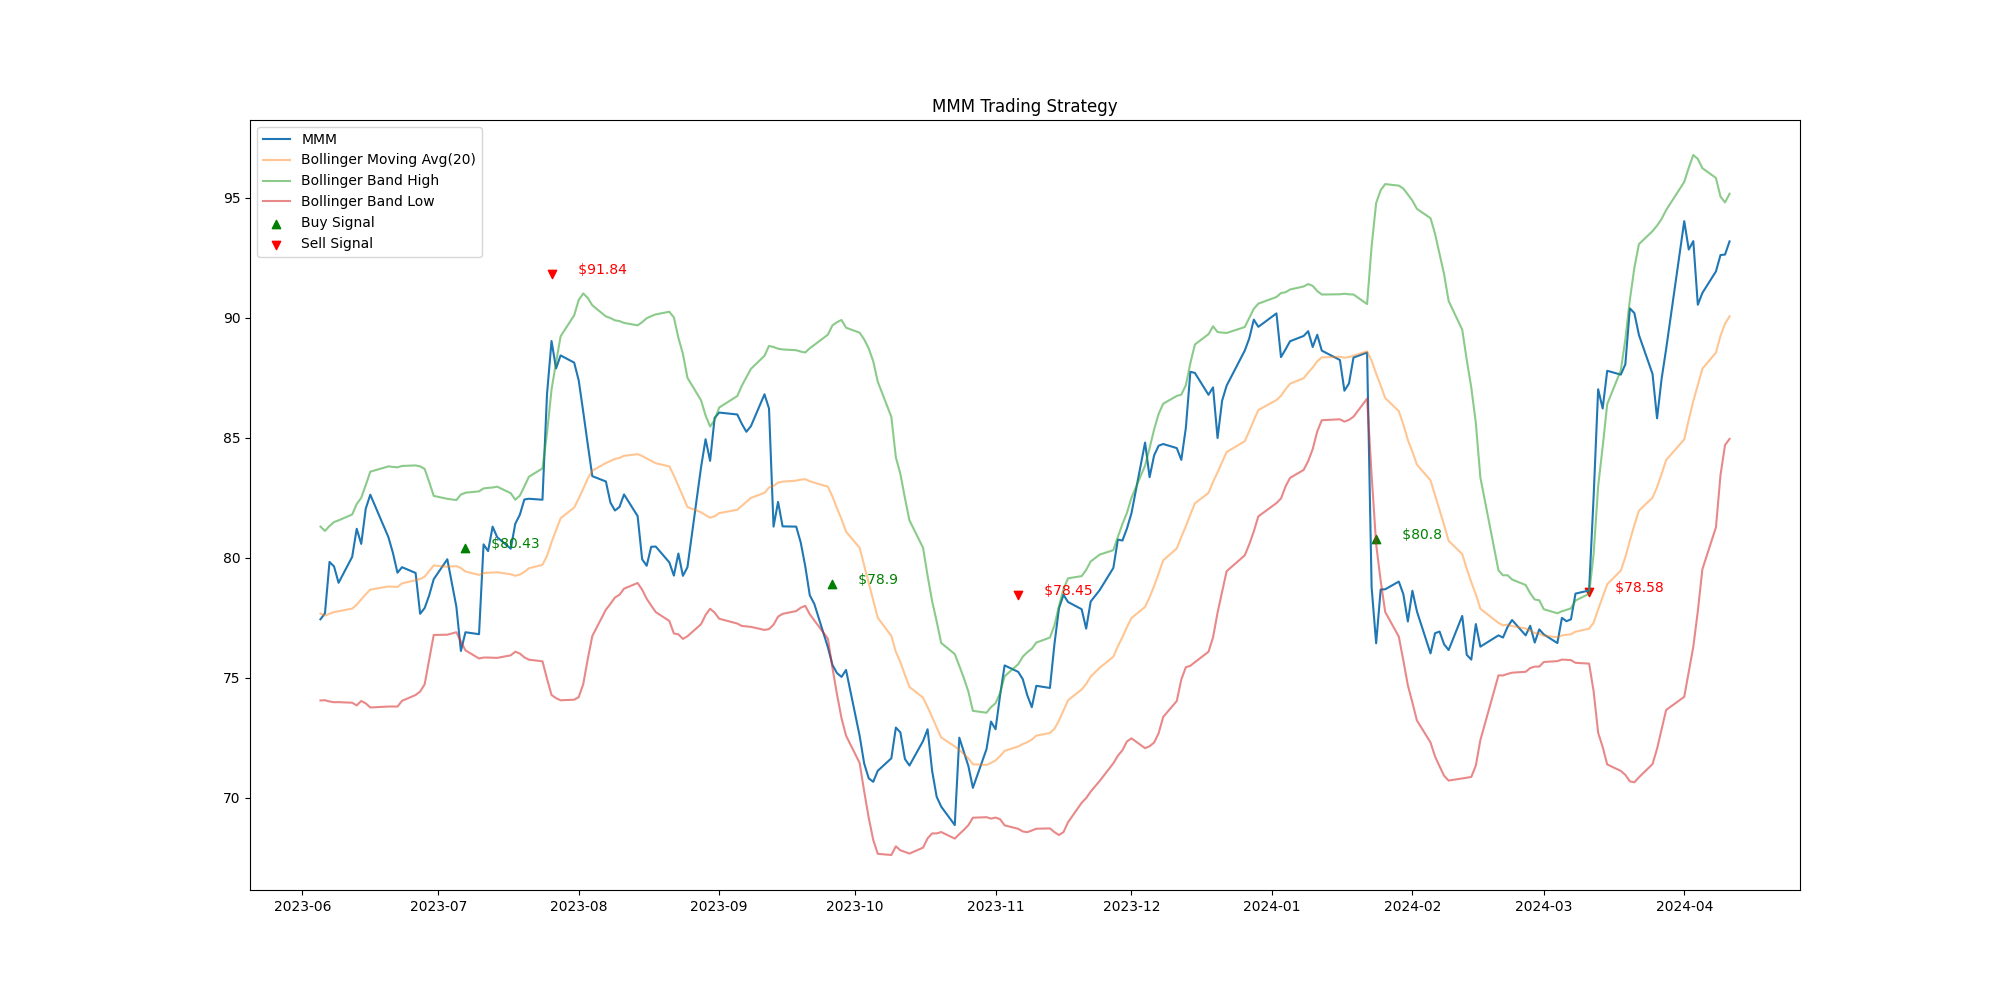 MMM Trading Strategy
MMM
Bollinger Moving Avg(20)
Bollinger Band High
Bollinger Band Low
Buy Signal
Sell Signal
95
90
85
80
75
70
$91.84
$80.43
$78.9
$78.45
$80.8
$78.58
2023-06 2023-07 2023-08 2023-09 2023-10 2023-11 2023-12 2024-01 2024-02 2024-03 2024-04